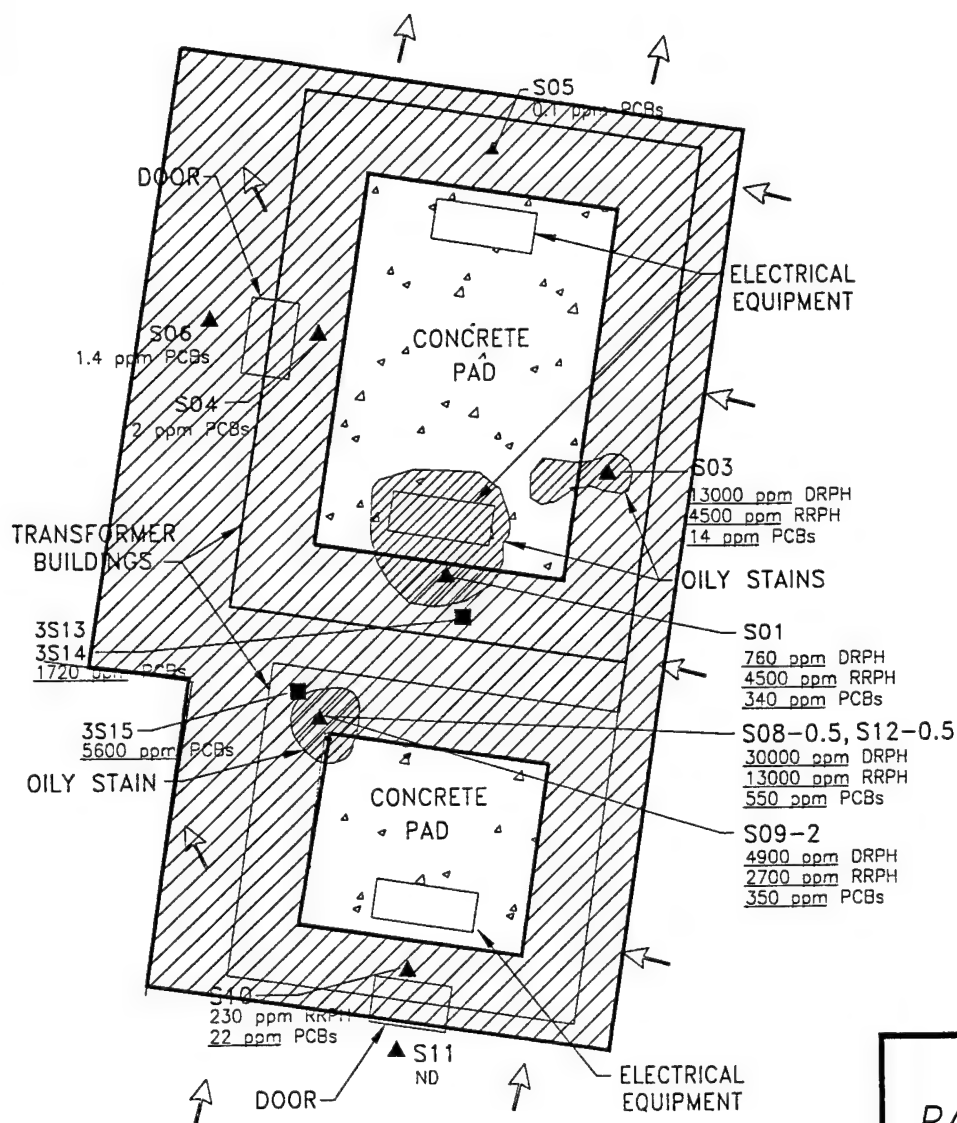 S05
0.1 ppm PCBs
DOOR
ELECTRICAL
EQUIPMENT
CONCRETE
PAD
S06
1.4 ppm PCBs
S04
2 ppm PCBs
S03
13000 ppm DRPH
4500 ppm RRPH
14 ppm PCBs
TRANSFORMER
BUILDINGS
OILY STAINS
3S13
3S14
1720 ppm PCBs
S01
760 ppm DRPH
4500 ppm RRPH
340 ppm PCBs
3S15
5600 ppm PCBs
OILY STAIN
S08-0.5, S12-0.5
30000 ppm DRPH
13000 ppm RRPH
550 ppm PCBs
CONCRETE
PAD
S09-2
4900 ppm DRPH
2700 ppm RRPH
350 ppm PCBs
S10
230 ppm RRPH
22 ppm PCBs
S11
ND
DOOR
ELECTRICAL
EQUIPMENT